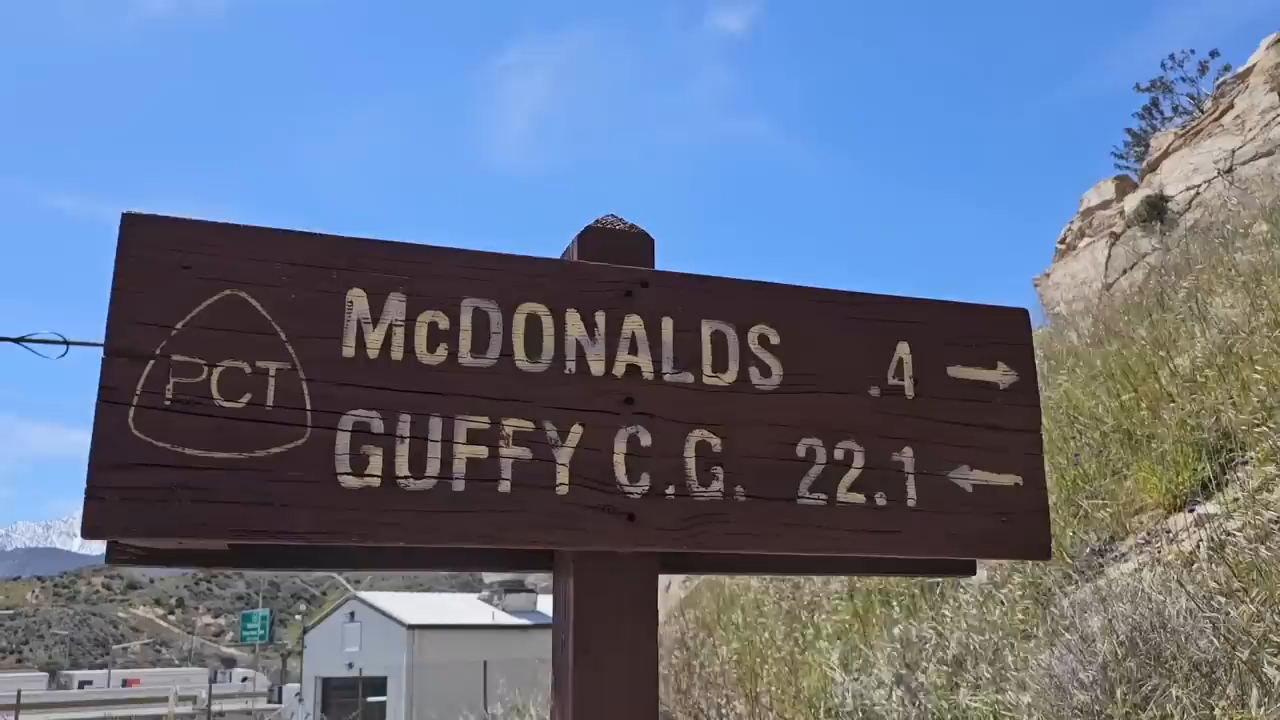 PCT
McDONALDS .4 →
GUFFY C.G. 22.1 ←